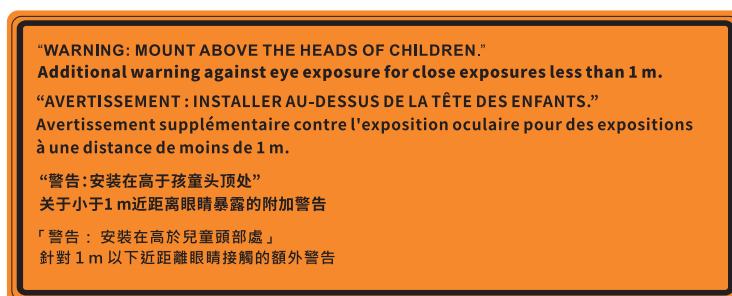 “WARNING: MOUNT ABOVE THE HEADS OF CHILDREN.”
Additional warning against eye exposure for close exposures less than 1 m.
“AVERTISSEMENT : INSTALLER AU-DESSUS DE LA TÊTE DES ENFANTS.”
Avertissement supplémentaire contre l'exposition oculaire pour des expositions
à une distance de moins de 1 m.
“警告:安装在高于孩童头顶处”
关于小于1 m近距离眼睛暴露的附加警告
「警告： 安裝在高於兒童頭部處」
針對 1 m 以下近距離眼睛接觸的額外警告